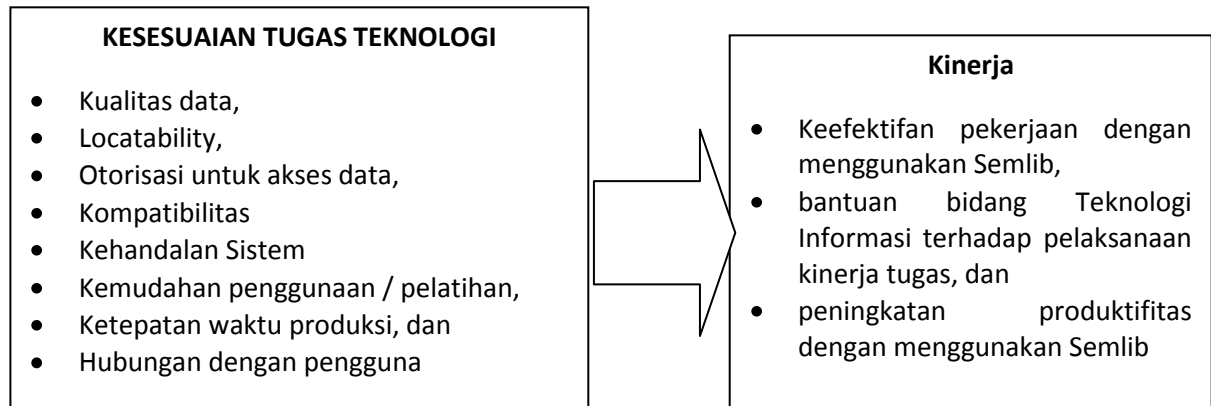 KESESUAIAN TUGAS TEKNOLOGI
• Kualitas data,
• Locatability,
• Otorisasi untuk akses data,
• Kompatibilitas
• Kehandalan Sistem
• Kemudahan penggunaan / pelatihan,
• Ketepatan waktu produksi, dan
• Hubungan dengan pengguna
Kinerja
• Keefektifan pekerjaan dengan
menggunakan Semlib,
• bantuan bidang Teknologi
Informasi terhadap pelaksanaan
kinerja tugas, dan
• peningkatan produktifitas
dengan menggunakan Semlib